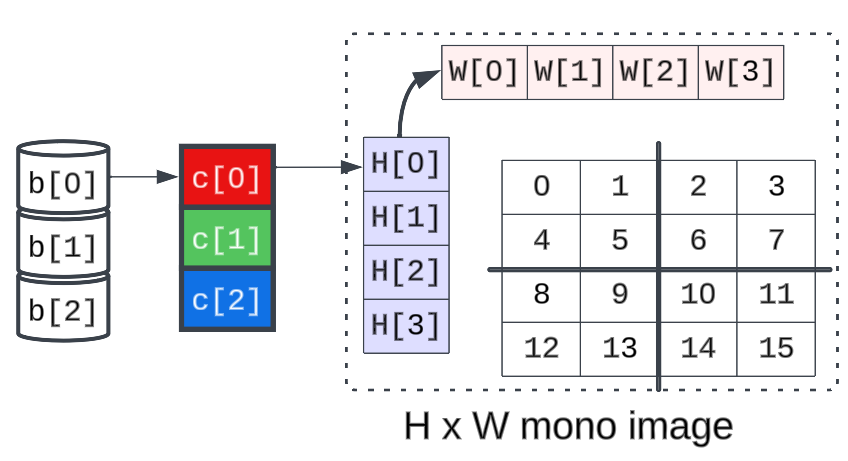 b[0]
b[1]
b[2]
c[0]
c[1]
c[2]
H[0]
H[1]
H[2]
H[3]
W[0] W[1] W[2] W[3]
0 1 2 3
4 5 6 7
8 9 10 11
12 13 14 15
H x W mono image